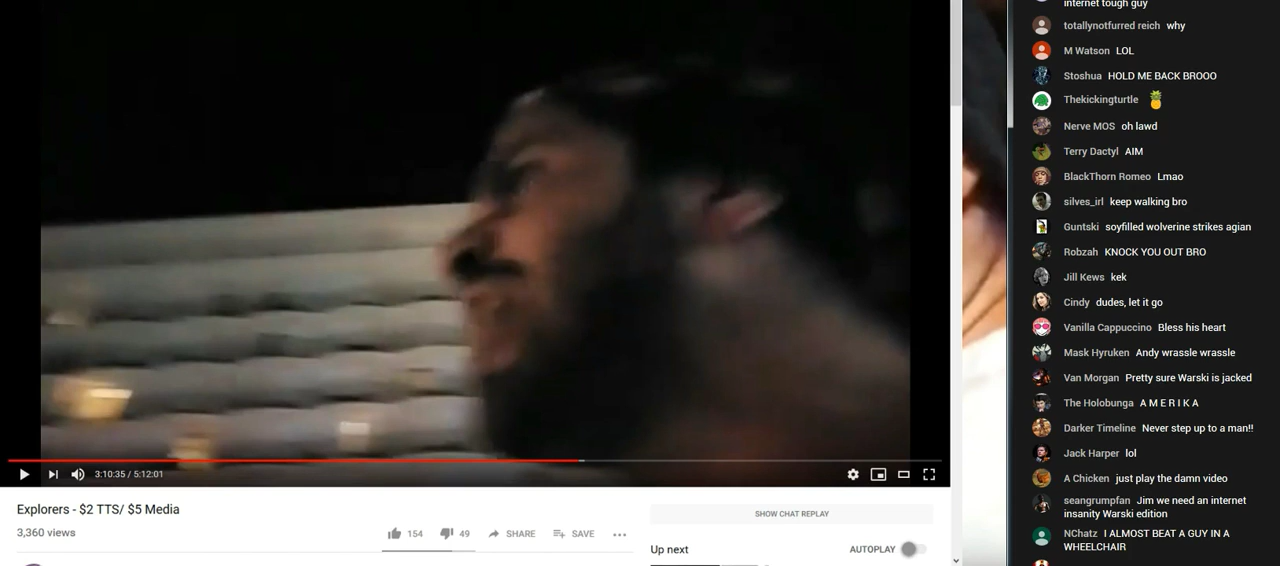 internet tough guy
totallynotfurred reich why
M Watson LOL
Stoshua HOLD ME BACK BROOO
Thekickingturtle 🍍
Nerve MOS oh lawd
Terry Dactyl AIM
BlackThorn Romeo Lmao
silves_irl keep walking bro
Guntski soyfilled wolverine strikes agian
Robzah KNOCK YOU OUT BRO
Jill Kews kek
Cindy dudes, let it go
Vanilla Cappuccino Bless his heart
Mask Hyruken Andy wrassle wrassle
Van Morgan Pretty sure Warski is jacked
The Holobunga A M E R I K A
Darker Timeline Never step up to a man!!
Jack Harper lol
A Chicken just play the damn video
seangrumpfan Jim we need an internet
insanity Warski edition
NChatz I ALMOST BEAT A GUY IN A
WHEELCHAIR
3:10:35 / 5:12:01
Explorers - $2 TTS/ $5 Media
3,360 views
154 49 SHARE SAVE
SHOW CHAT REPLAY
Up next AUTOPLAY